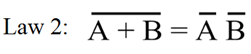 Law 2: A̅ ̅+̅ ̅B̅ = A̅ B̅